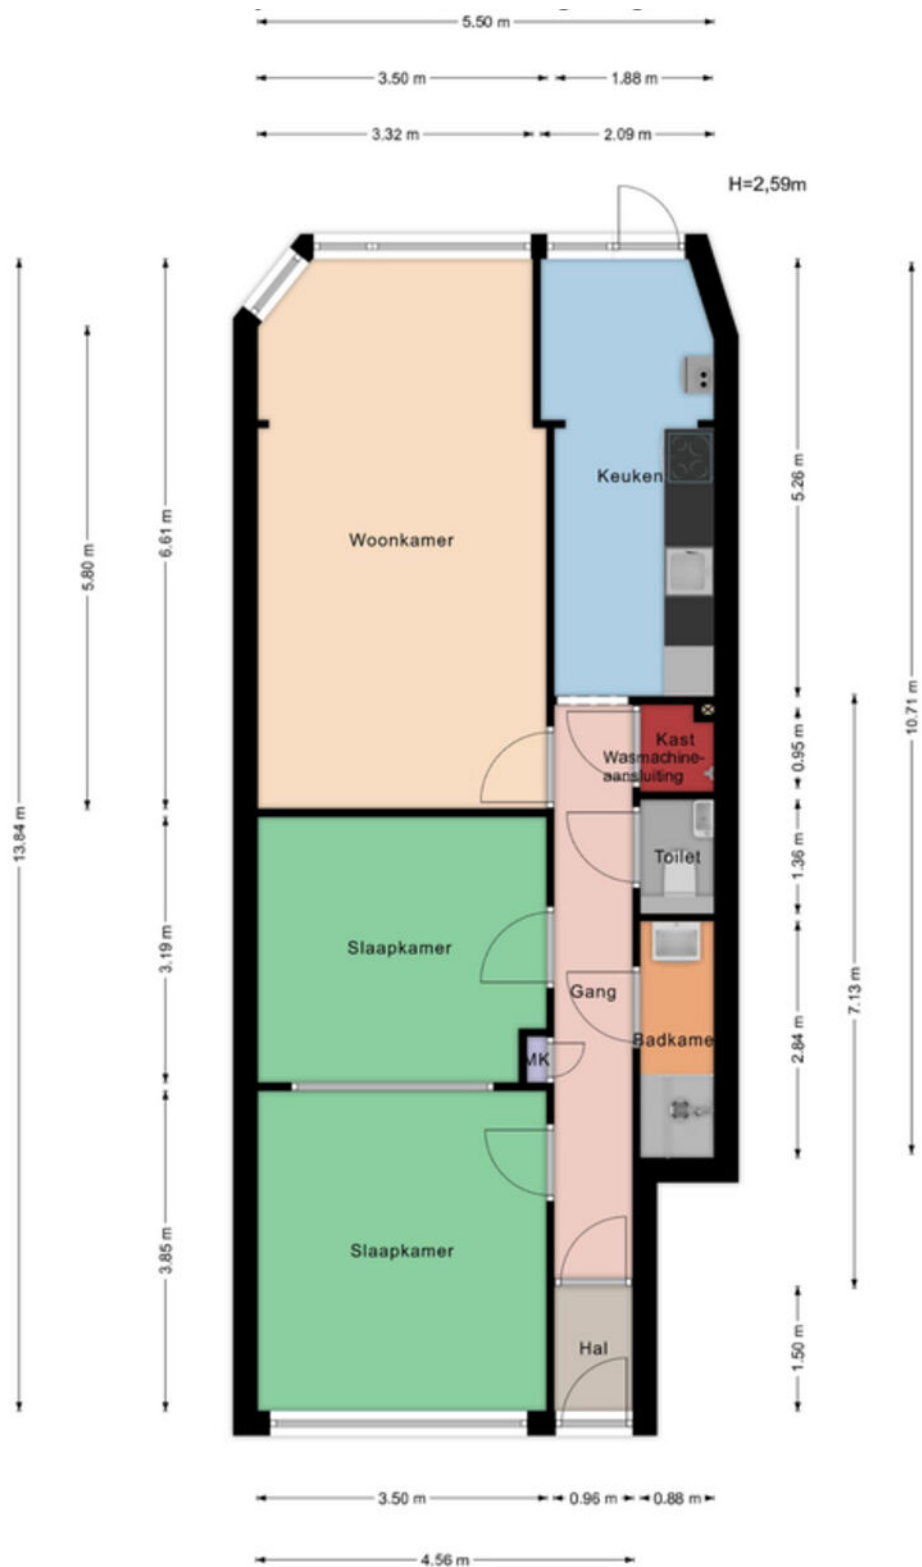 5.50 m
3.50 m
1.88 m
3.32 m
2.09 m
H=2,59m
5.26 m
Keuken
6.61 m
Woonkamer
5.80 m
10.71 m
Kast
Wasmachine-
aansluiting
0.95 m
13.84 m
Toilet
1.36 m
3.19 m
Slaapkamer
Gang
7.13 m
Badkame
2.84 m
MK
3.85 m
Slaapkamer
Hal
1.50 m
3.50 m
0.96 m
0.88 m
4.56 m